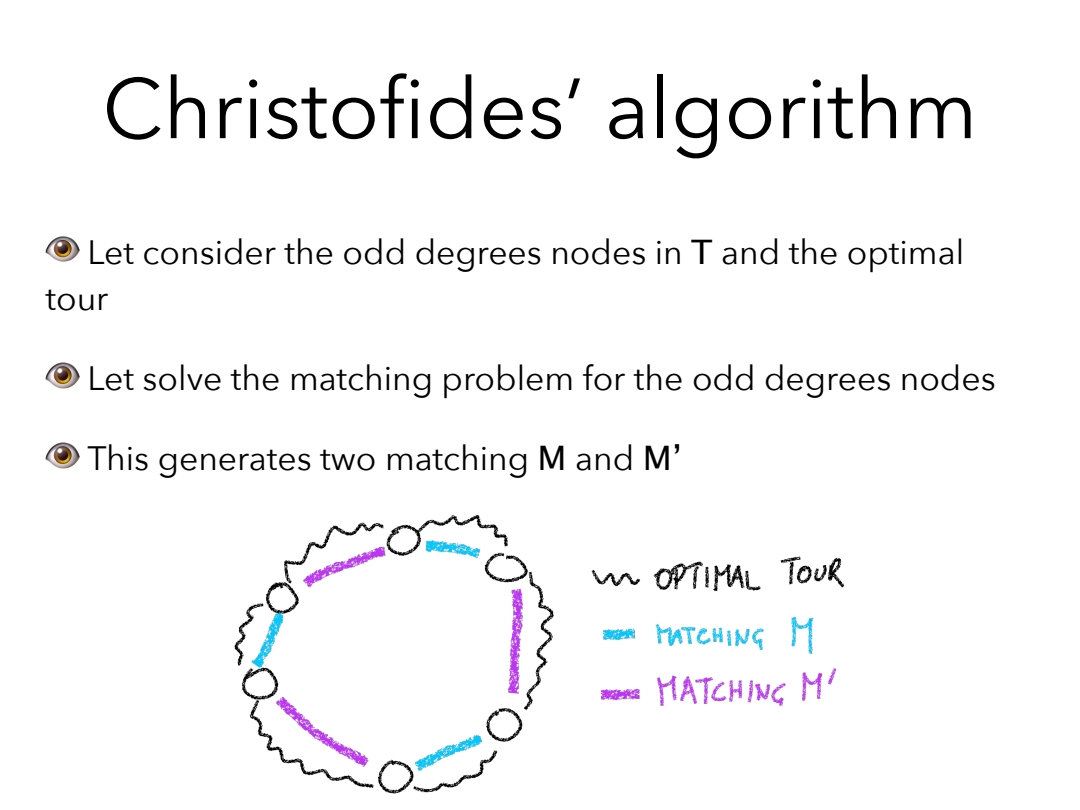 Christofides’ algorithm
👁 Let consider the odd degrees nodes in T and the optimal
tour
👁 Let solve the matching problem for the odd degrees nodes
👁 This generates two matching M and M’
OPTIMAL TOUR
MATCHING M
MATCHING M'